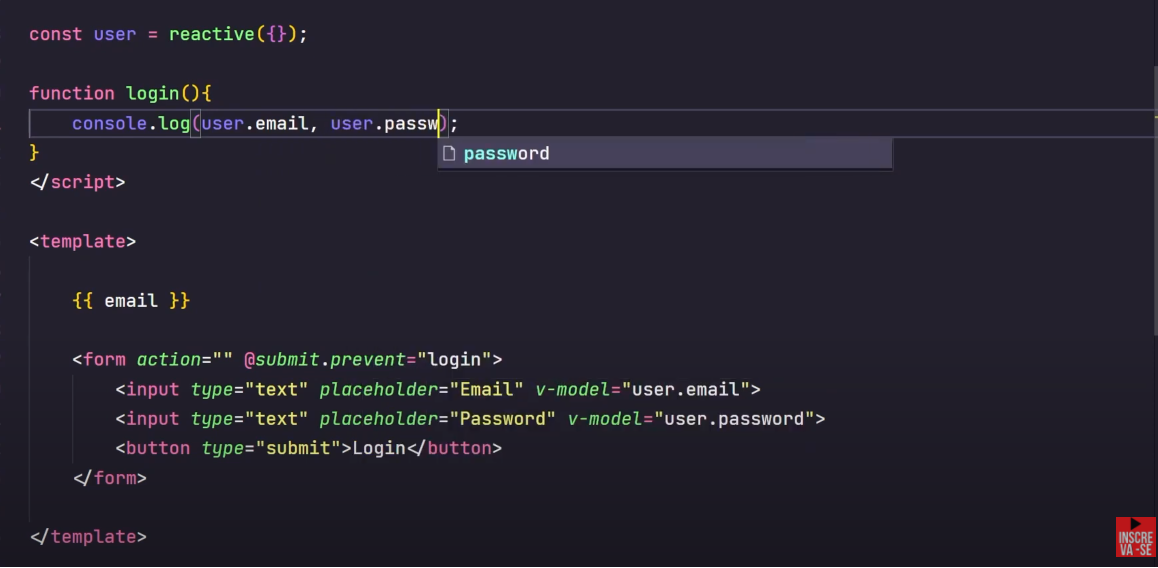 const user = reactive({});
function login(){
console.log(user.email, user.passw);
password
}
</script>
<template>
{{ email }}
<form action="" @submit.prevent="login">
<input type="text" placeholder="Email" v-model="user.email">
<input type="text" placeholder="Password" v-model="user.password">
<button type="submit">Login</button>
</form>
</template>
INSCREVA-SE